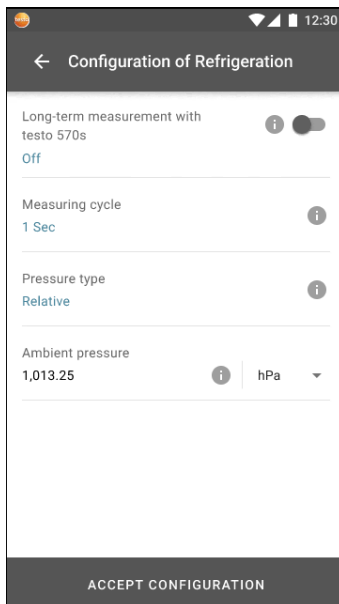 testo
12:30
Configuration of Refrigeration
Long-term measurement with
testo 570s
Off
Measuring cycle
1 Sec
Pressure type
Relative
Ambient pressure
1,013.25
hPa
ACCEPT CONFIGURATION